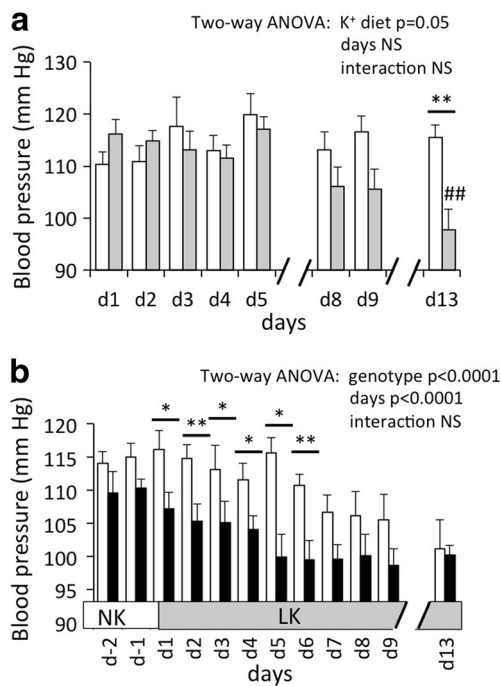 a
Two-way ANOVA: K⁺ diet p=0.05
days NS
interaction NS
Blood pressure (mm Hg)
130
120
110
100
90
**
##
d1 d2 d3 d4 d5 d8 d9 d13
days
b
Two-way ANOVA: genotype p<0.0001
days p<0.0001
interaction NS
Blood pressure (mm Hg)
120
115
110
105
100
95
90
* ** * * * **
NK LK
d-2 d-1 d1 d2 d3 d4 d5 d6 d7 d8 d9 d13
days